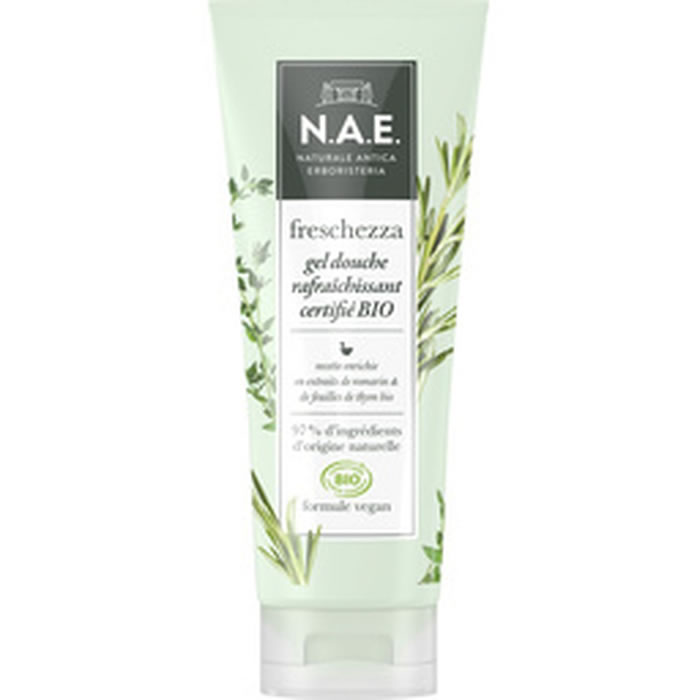 N.A.E.
NATURALE ANTICA
ERBORISTERIA
freschezza
gel douche
rafraîchissant
certifié BIO
enrichie
en extraits de romarin &
de feuilles de thym bio
97 % d'ingrédients
d'origine naturelle
BIO
formule vegan